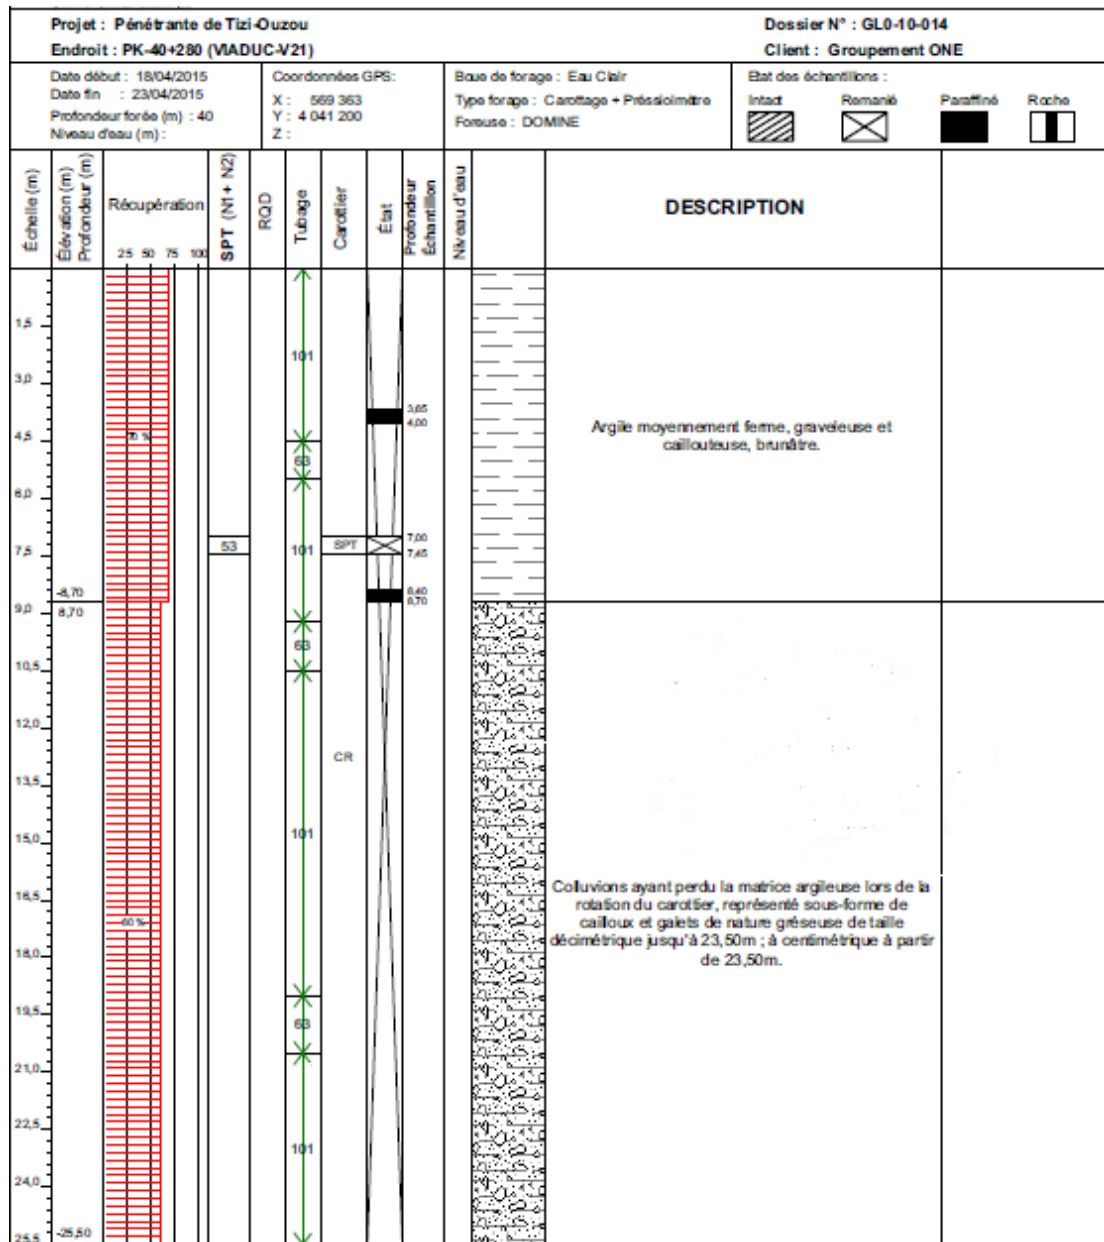 Projet : Pénétrante de Tizi-Ouzou
Dossier N° : GL0-10-014
Endroit : PK-40+280 (VIADUC-V21)
Client : Groupement ONE
Date début : 18/04/2015
Date fin : 23/04/2015
Profondeur forée (m) : 40
Niveau d'eau (m) :
Coordonnées GPS:
X : 569 363
Y : 4 041 200
Z :
Boue de forage : Eau Clair
Type forage : Carottage + Préssioimètre
Foreuse : DOMINE
Etat des échantillons :
Intact Remanié Paraffiné Roche
Échelle (m)
Élévation (m)
Profondeur (m)
Récupération
25 50 75 100
SPT (N1+ N2)
RQD
Tubage
Carottier
État
Profondeur
Échantillon
Niveau d'eau
DESCRIPTION
1,5
101
3,0
3,65
4,00
Argile moyennement ferme, graveleuse et
caillouteuse, brunâtre.
4,5
70 %
63
6,0
7,00
53
101
SPT
7,5
7,45
-8,70
8,40
8,70
9,0
8,70
63
10,5
12,0
CR
13,5
15,0
101
16,5
60 %
Colluvions ayant perdu la matrice argileuse lors de la
rotation du carottier, représenté sous-forme de
cailloux et galets de nature gréseuse de taille
décimétrique jusqu'à 23,50m ; à centimétrique à partir
de 23,50m.
18,0
19,5
63
21,0
22,5
101
24,0
-25,50
25,5